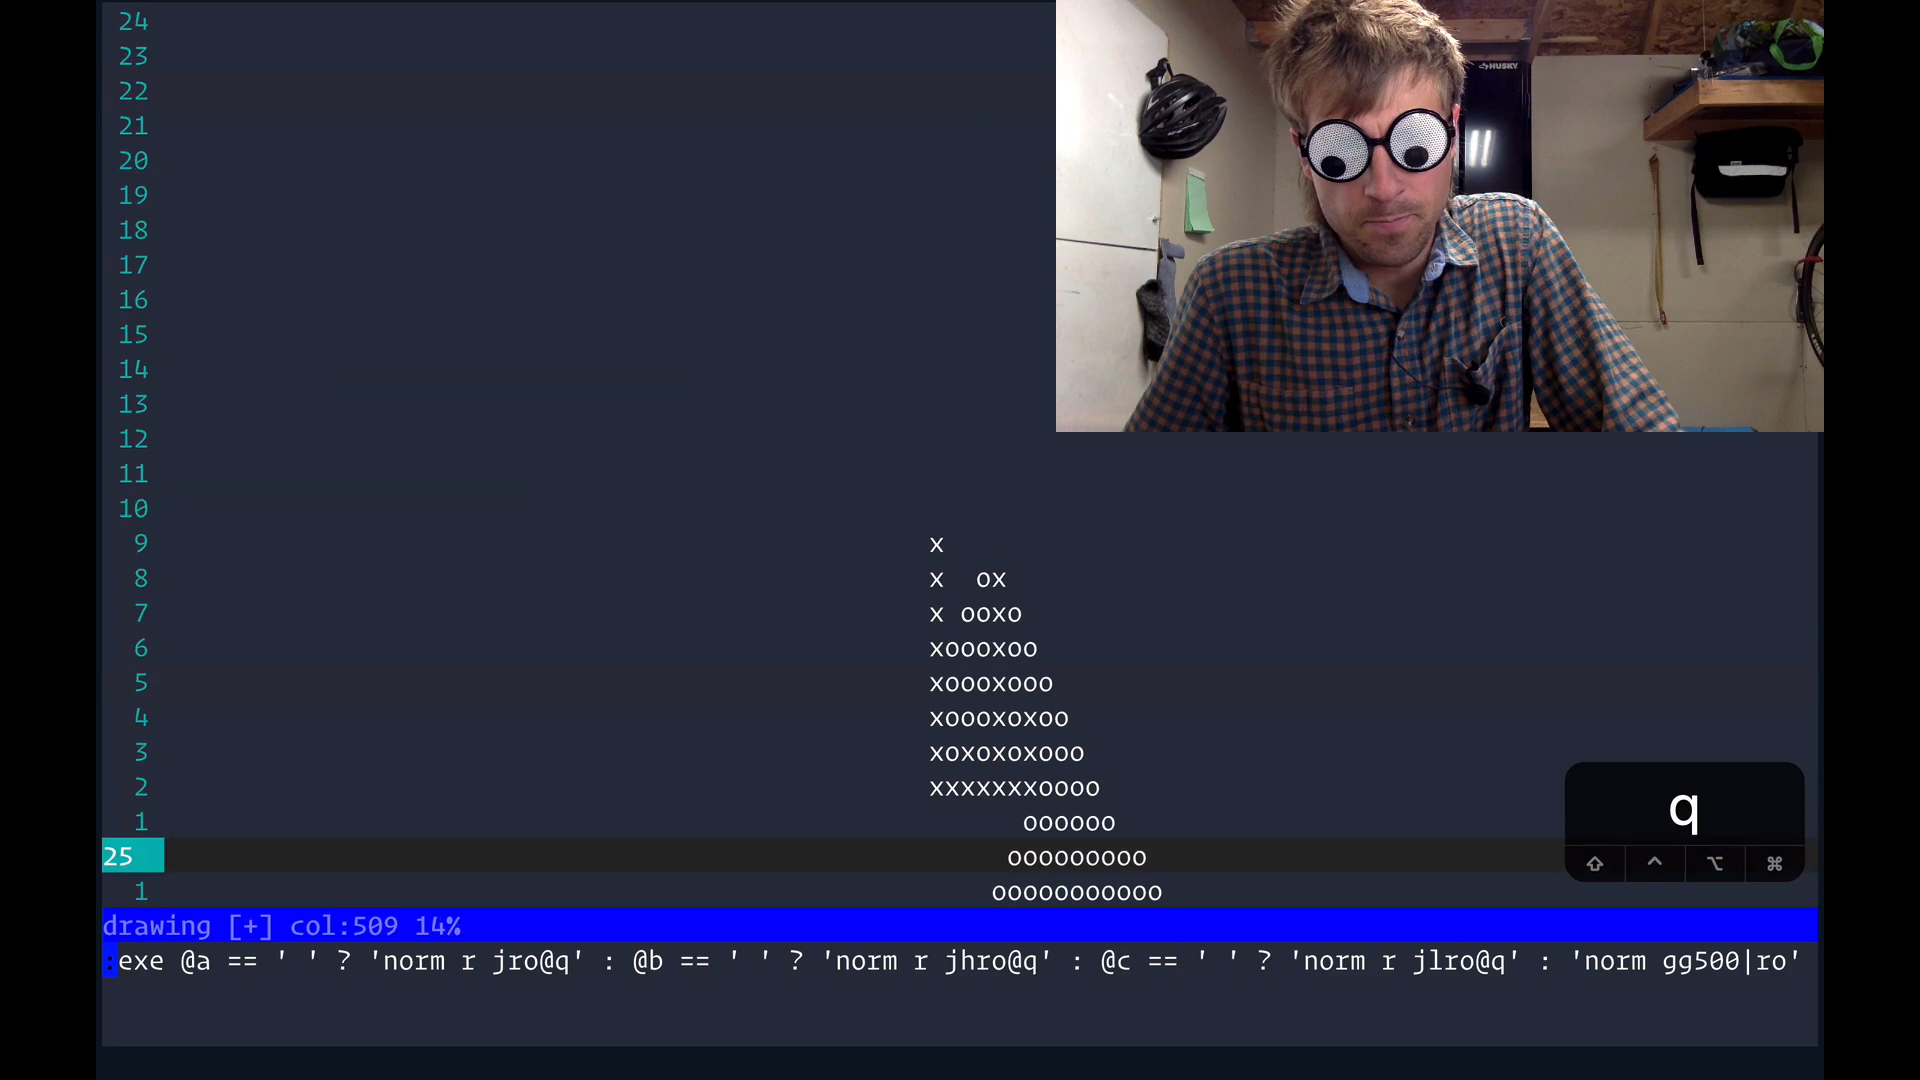 24
23
22
21
20
19
18
17
16
15
14
13
12
11
10
9 x
8 x  ox
7 x ooxo
6 xoooxoo
5 xoooxooo
4 xoooxoxoo
3 xoxoxoxooo
2 xxxxxxxoooo
1 oooooo
25 ooooooooo
1 ooooooooooo
drawing [+] col:509 14%
:exe @a == ' ' ? 'norm r jro@q' : @b == ' ' ? 'norm r jhro@q' : @c == ' ' ? 'norm r jlro@q' : 'norm gg500|ro'
HUSKY
q
⇧ ^ ⌥ ⌘